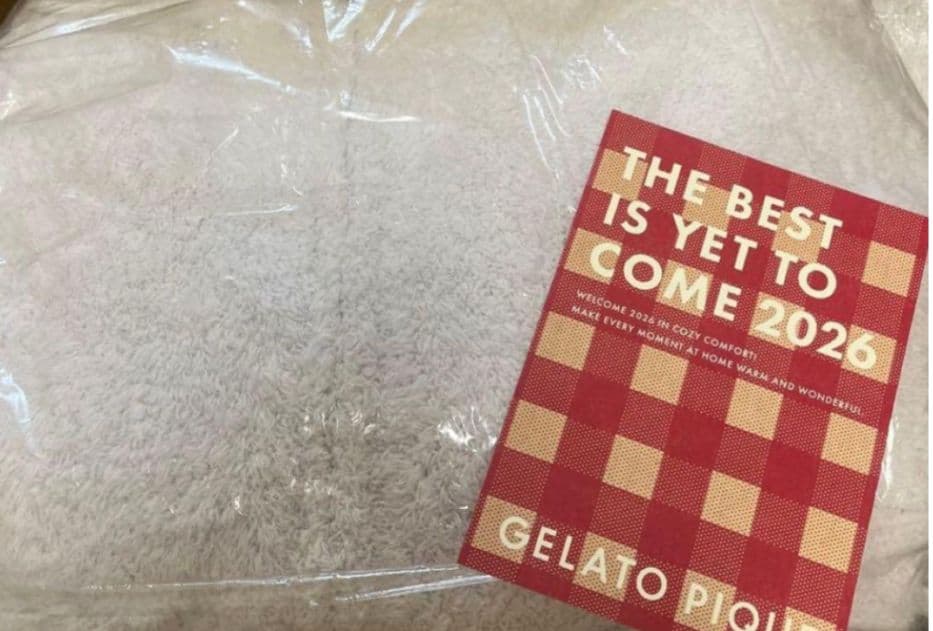 THE BEST
IS YET TO
COME 2026
WELCOME 2026 IN COZY COMFORT!
MAKE EVERY MOMENT AT HOME WARM AND WONDERFUL.
GELATO PIQUE